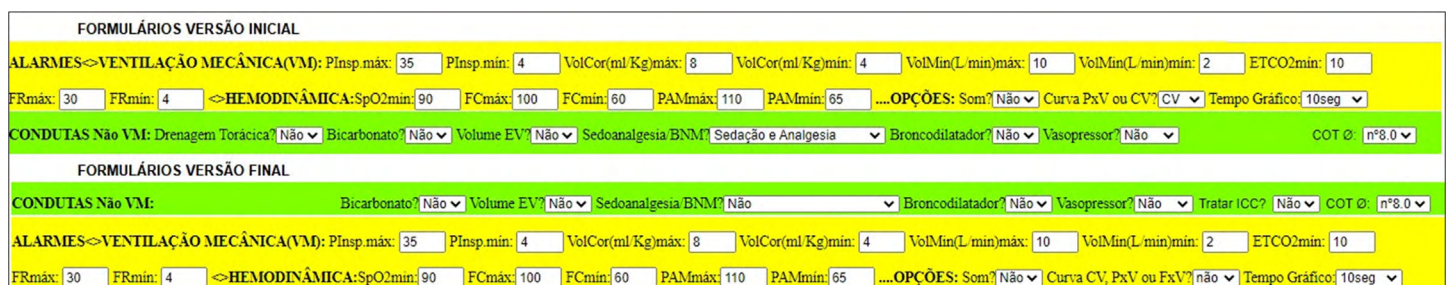 FORMULÁRIOS VERSÃO INICIAL
ALARMES<>VENTILAÇÃO MECÂNICA(VM): PInsp.máx: 35 PInsp.mín: 4 VolCor(ml/Kg)máx: 8 VolCor(ml/Kg)mín: 4 VolMin(L/min)máx: 10 VolMin(L/min)mín: 2 ETCO2mín: 10
FRmáx: 30 FRmín: 4 <>HEMODINÂMICA:SpO2mín: 90 FCmáx: 100 FCmín: 60 PAMmáx: 110 PAMmín: 65 ....OPÇÕES: Som? Não Curva PxV ou CV? CV Tempo Gráfico: 10seg
CONDUTAS Não VM: Drenagem Torácica? Não Bicarbonato? Não Volume EV? Não Sedoanalgesia/BNM? Sedação e Analgesia Broncodilatador? Não Vasopressor? Não COT Ø: nº8.0
FORMULÁRIOS VERSÃO FINAL
CONDUTAS Não VM: Bicarbonato? Não Volume EV? Não Sedoanalgesia/BNM? Não Broncodilatador? Não Vasopressor? Não Tratar ICC? Não COT Ø: nº8.0
ALARMES<>VENTILAÇÃO MECÂNICA(VM): PInsp.máx: 35 PInsp.mín: 4 VolCor(ml/Kg)máx: 8 VolCor(ml/Kg)mín: 4 VolMin(L/min)máx: 10 VolMin(L/min)mín: 2 ETCO2mín: 10
FRmáx: 30 FRmín: 4 <>HEMODINÂMICA:SpO2mín: 90 FCmáx: 100 FCmín: 60 PAMmáx: 110 PAMmín: 65 ....OPÇÕES: Som? Não Curva CV, PxV ou FxV? não Tempo Gráfico: 10seg